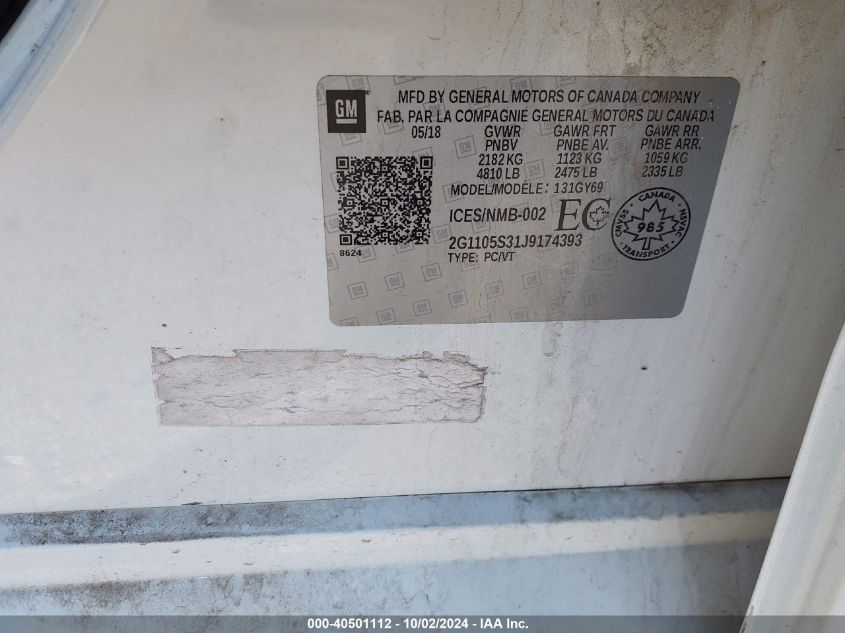 GM
MFD BY GENERAL MOTORS OF CANADA COMPANY
FAB. PAR LA COMPAGNIE GENERAL MOTORS DU CANADA
05/18 GVWR GAWR FRT GAWR RR
PNBV PNBE AV. PNBE ARR.
2182 KG 1123 KG 1059 KG
4810 LB 2475 LB 2335 LB
MODEL/MODÈLE: 131GY69
ICES/NMB-002 EC
CANADA
CMVSS NSVAC
985
TRANSPORT
2G1105S31J9174393
8624
TYPE: PC/VT
000-40501112 - 10/02/2024 - IAA Inc.